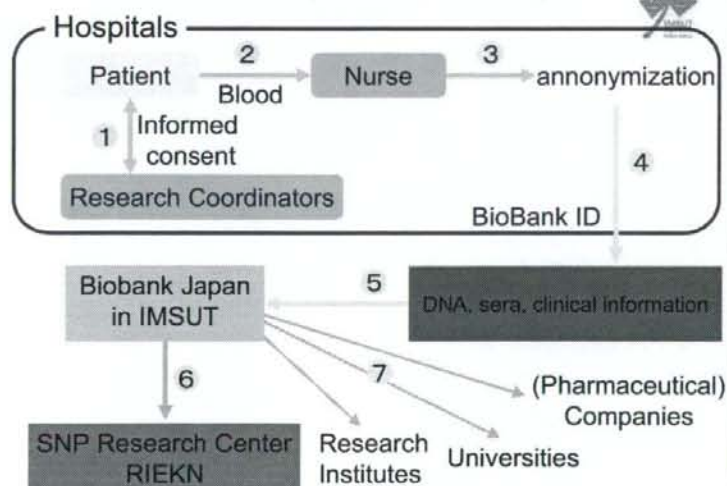 IMSUT
Hospitals
2
3
Patient
Nurse
annonymization
Blood
1
Informed
consent
4
Research Coordinators
BioBank ID
Biobank Japan
in IMSUT
5
DNA, sera, clinical information
6
7
(Pharmaceutical)
Companies
SNP Research Center
RIEKN
Research
Institutes
Universities